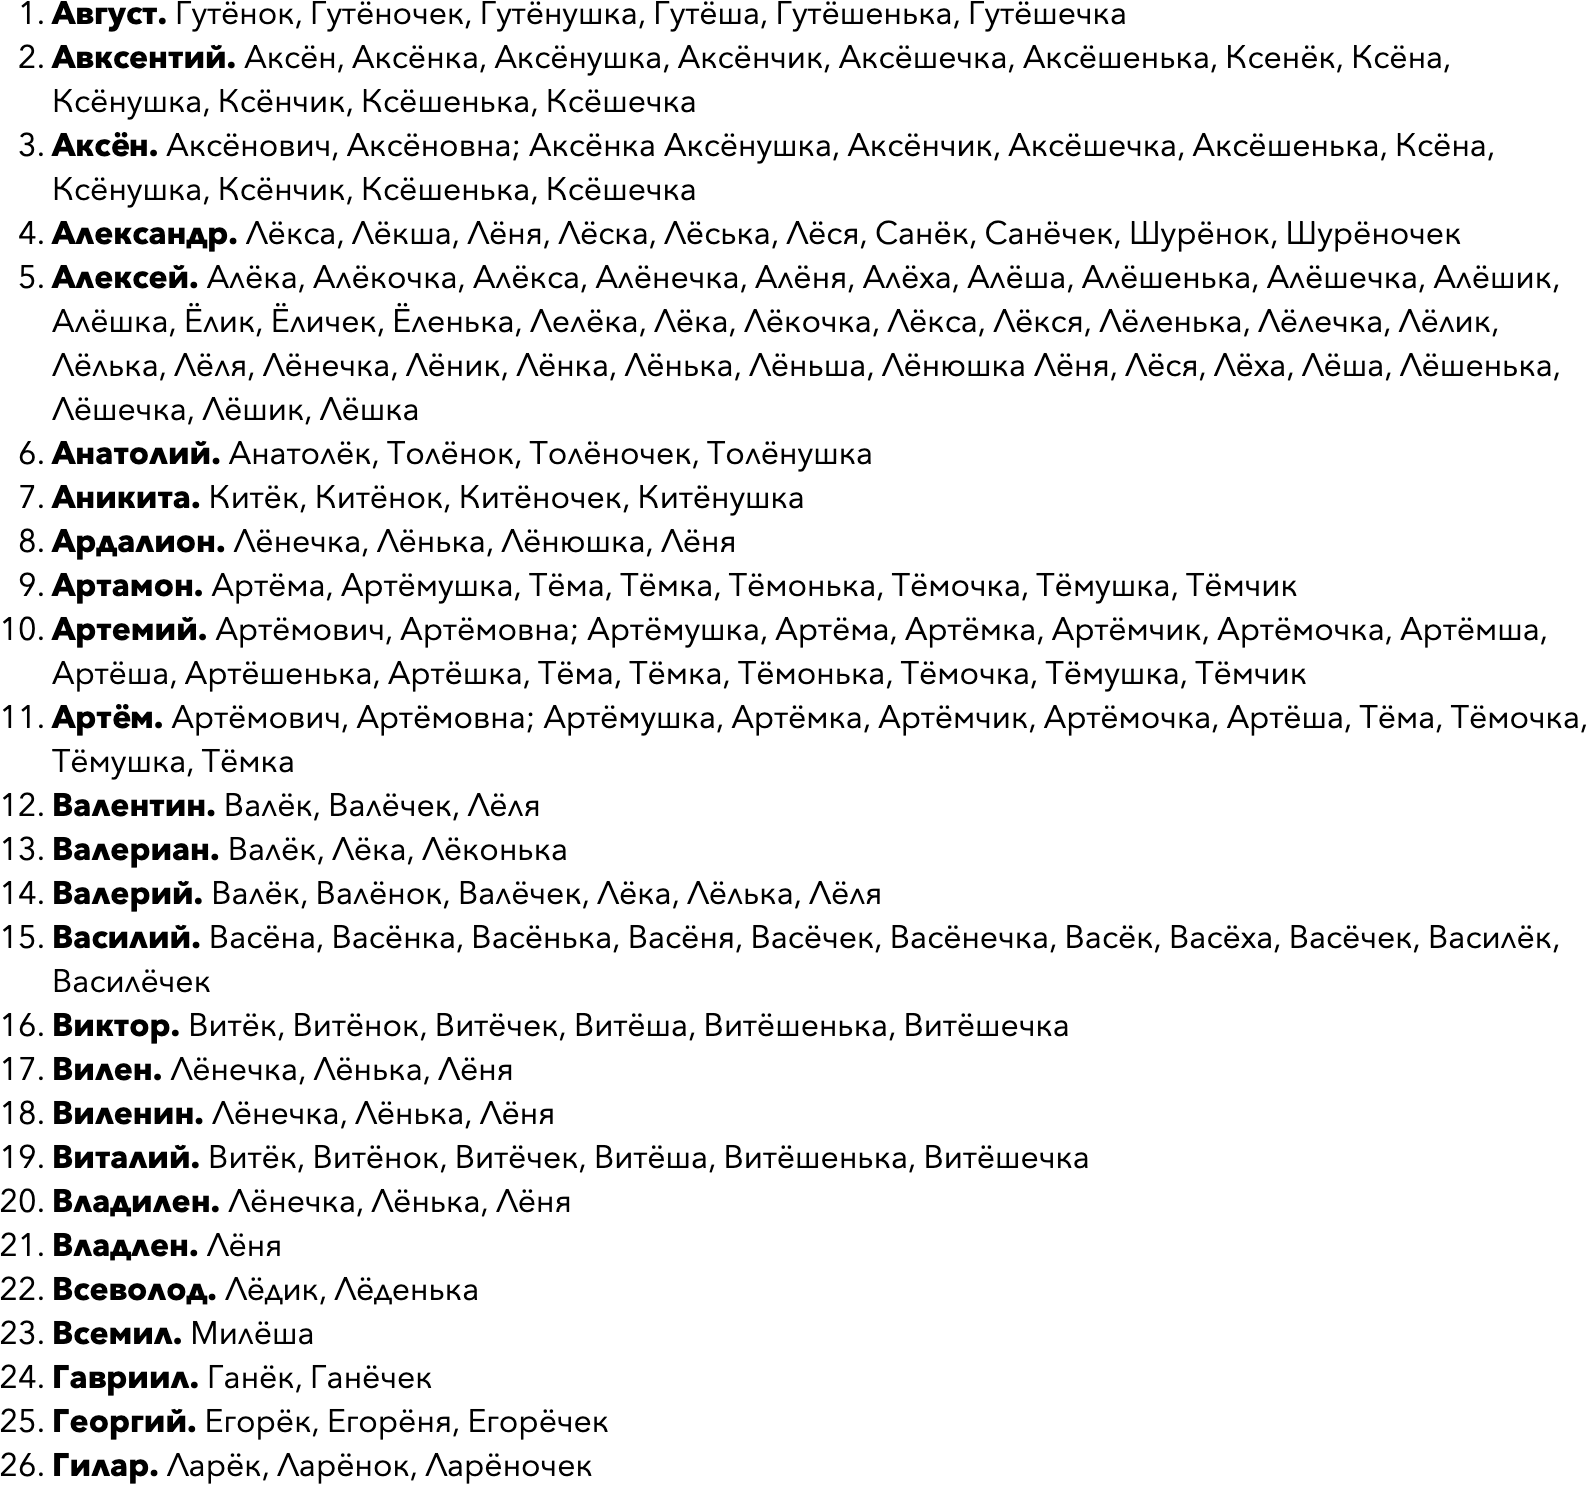 1. Август. Гутёнок, Гутёночек, Гутёнушка, Гутёша, Гутёшенька, Гутёшечка
2. Авксентий. Аксён, Аксёнка, Аксёнушка, Аксёнчик, Аксёшечка, Аксёшенька, Ксенёк, Ксёна,
Ксёнушка, Ксёнчик, Ксёшенька, Ксёшечка
3. Аксён. Аксёнович, Аксёновна; Аксёнка Аксёнушка, Аксёнчик, Аксёшечка, Аксёшенька, Ксёна,
Ксёнушка, Ксёнчик, Ксёшенька, Ксёшечка
4. Александр. Лёкса, Лёкша, Лёня, Лёска, Лёська, Лёся, Санёк, Санёчек, Шурёнок, Шурёночек
5. Алексей. Алёка, Алёкочка, Алёкса, Алёнечка, Алёня, Алёха, Алёша, Алёшенька, Алёшечка, Алёшик,
Алёшка, Ёлик, Ёличек, Ёленька, Лелёка, Лёка, Лёкочка, Лёкса, Лёкся, Лёленька, Лёлечка, Лёлик,
Лёлька, Лёля, Лёнечка, Лёник, Лёнка, Лёнька, Лёньша, Лёнюшка Лёня, Лёся, Лёха, Лёша, Лёшенька,
Лёшечка, Лёшик, Лёшка
6. Анатолий. Анатолёк, Толёнок, Толёночек, Толёнушка
7. Аникита. Китёк, Китёнок, Китёночек, Китёнушка
8. Ардалион. Лёнечка, Лёнька, Лёнюшка, Лёня
9. Артамон. Артёма, Артёмушка, Тёма, Тёмка, Тёмонька, Тёмочка, Тёмушка, Тёмчик
10. Артемий. Артёмович, Артёмовна; Артёмушка, Артёма, Артёмка, Артёмчик, Артёмочка, Артёмша,
Артёша, Артёшенька, Артёшка, Тёма, Тёмка, Тёмонька, Тёмочка, Тёмушка, Тёмчик
11. Артём. Артёмович, Артёмовна; Артёмушка, Артёмка, Артёмчик, Артёмочка, Артёша, Тёма, Тёмочка,
Тёмушка, Тёмка
12. Валентин. Валёк, Валёчек, Лёля
13. Валериан. Валёк, Лёка, Лёконька
14. Валерий. Валёк, Валёнок, Валёчек, Лёка, Лёлька, Лёля
15. Василий. Васёна, Васёнка, Васёнька, Васёня, Васёчек, Васёнечка, Васёк, Васёха, Васёчек, Василёк,
Василёчек
16. Виктор. Витёк, Витёнок, Витёчек, Витёша, Витёшенька, Витёшечка
17. Вилен. Лёнечка, Лёнька, Лёня
18. Виленин. Лёнечка, Лёнька, Лёня
19. Виталий. Витёк, Витёнок, Витёчек, Витёша, Витёшенька, Витёшечка
20. Владилен. Лёнечка, Лёнька, Лёня
21. Владлен. Лёня
22. Всеволод. Лёдик, Лёденька
23. Всемил. Милёша
24. Гавриил. Ганёк, Ганёчек
25. Георгий. Егорёк, Егорёня, Егорёчек
26. Гилар. Ларёк, Ларёнок, Ларёночек